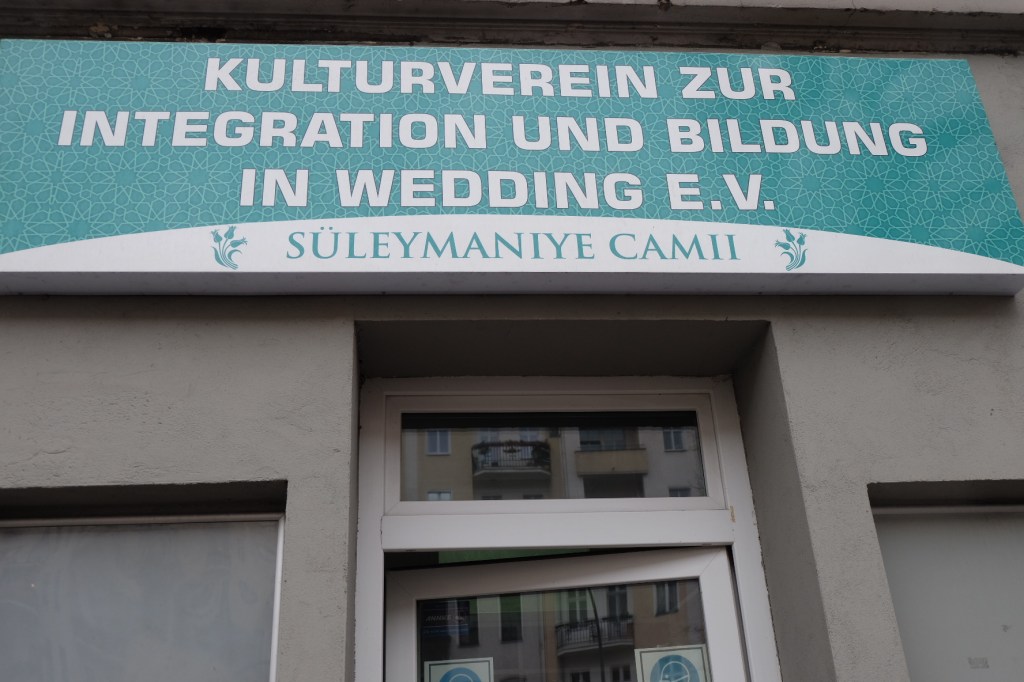 KULTURVEREIN ZUR
INTEGRATION UND BILDUNG
IN WEDDING E.V.
SÜLEYMANIYE CAMII